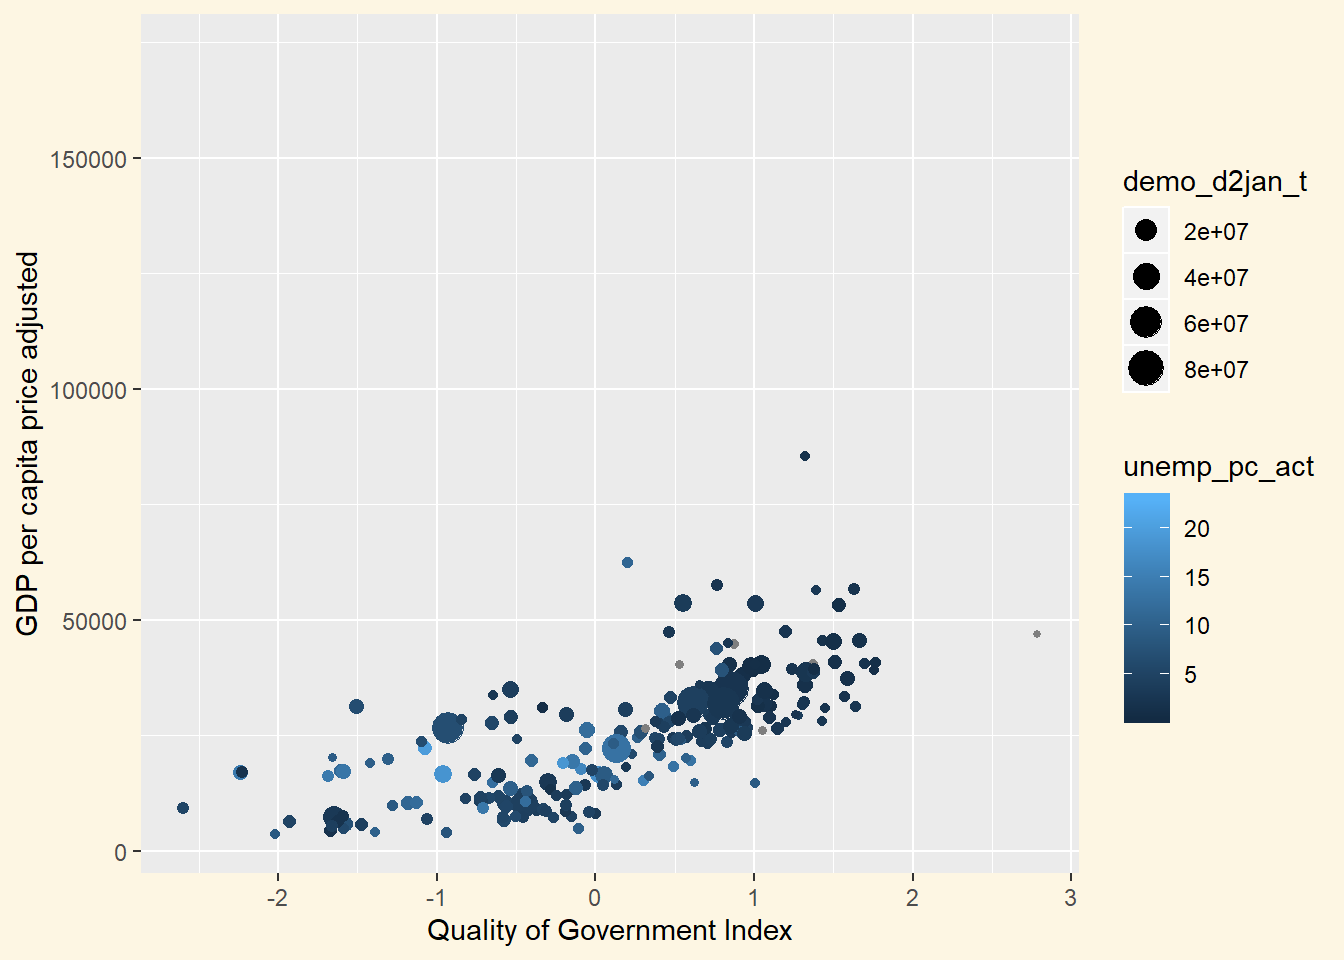 150000
100000
50000
0
GDP per capita price adjusted
-2 -1 0 1 2 3
Quality of Government Index
demo_d2jan_t
2e+07
4e+07
6e+07
8e+07
unemp_pc_act
20
15
10
5